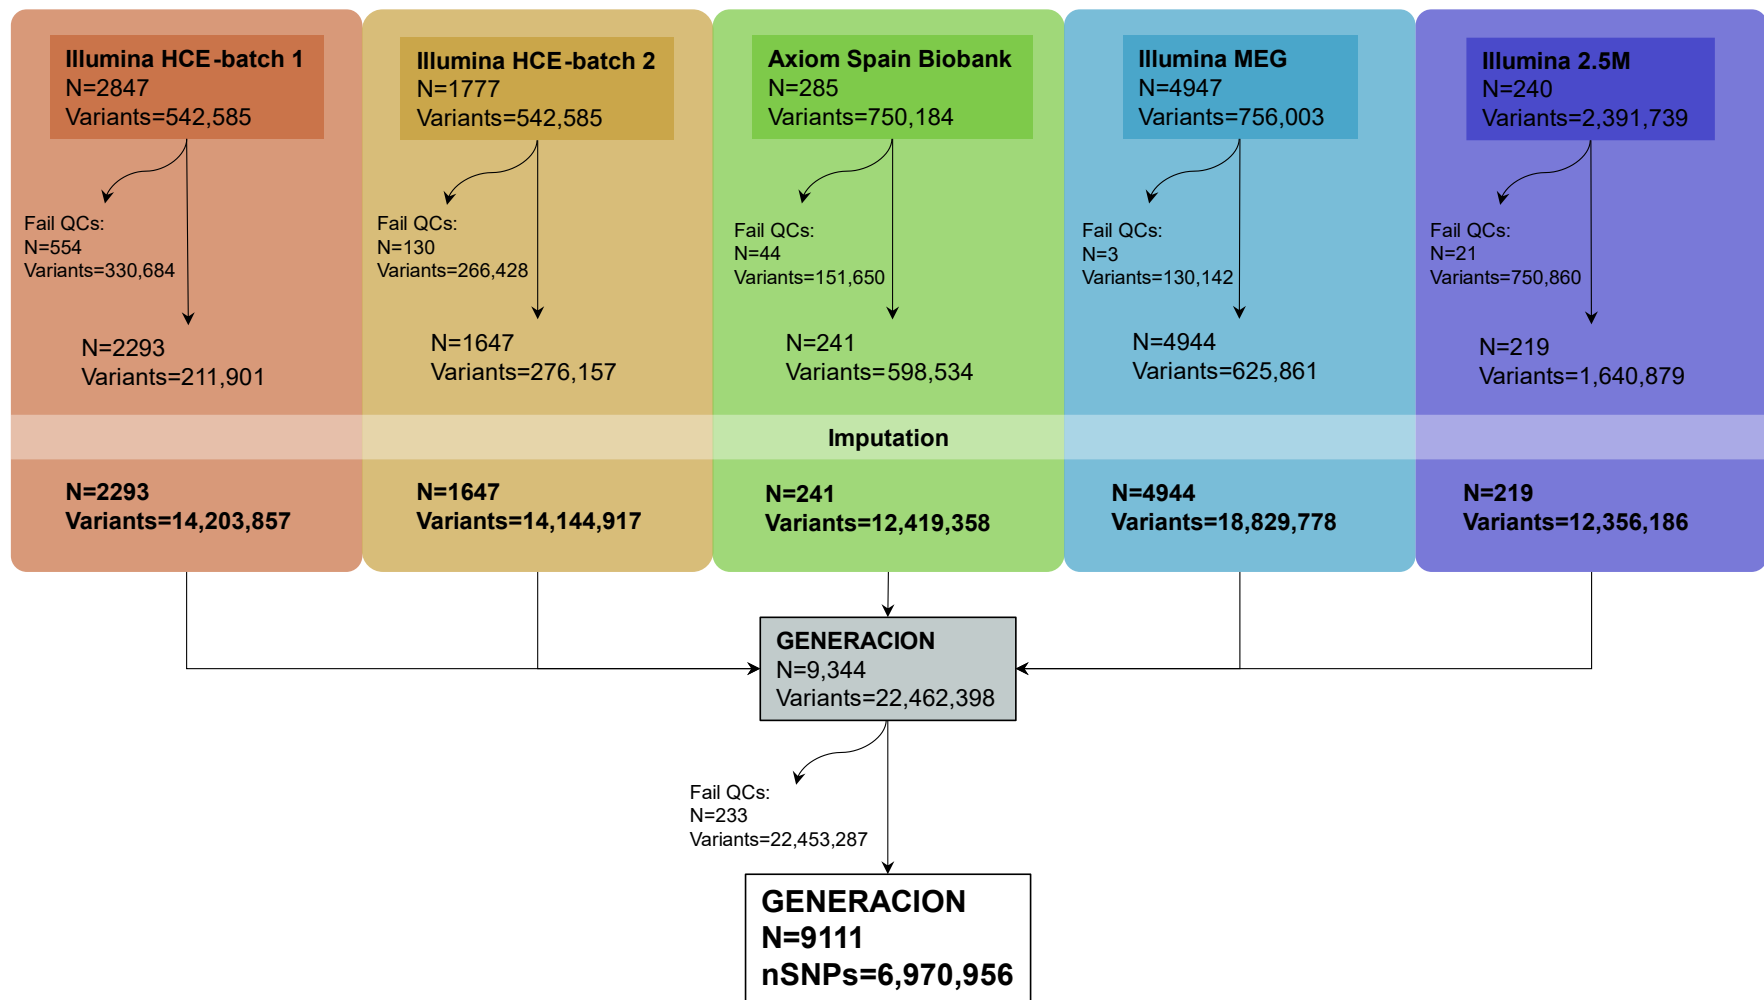 Illumina HCE-batch 1
N=2847
Variants=542,585
Fail QCs:
N=554
Variants=330,684
N=2293
Variants=211,901
Illumina HCE-batch 2
N=1777
Variants=542,585
Fail QCs:
N=130
Variants=266,428
N=1647
Variants=276,157
Axiom Spain Biobank
N=285
Variants=750,184
Fail QCs:
N=44
Variants=151,650
N=241
Variants=598,534
Illumina MEG
N=4947
Variants=756,003
Fail QCs:
N=3
Variants=130,142
N=4944
Variants=625,861
Illumina 2.5M
N=240
Variants=2,391,739
Fail QCs:
N=21
Variants=750,860
N=219
Variants=1,640,879
Imputation
N=2293
Variants=14,203,857
N=1647
Variants=14,144,917
N=241
Variants=12,419,358
N=4944
Variants=18,829,778
N=219
Variants=12,356,186
GENERACION
N=9,344
Variants=22,462,398
Fail QCs:
N=233
Variants=22,453,287
GENERACION
N=9111
nSNPs=6,970,956